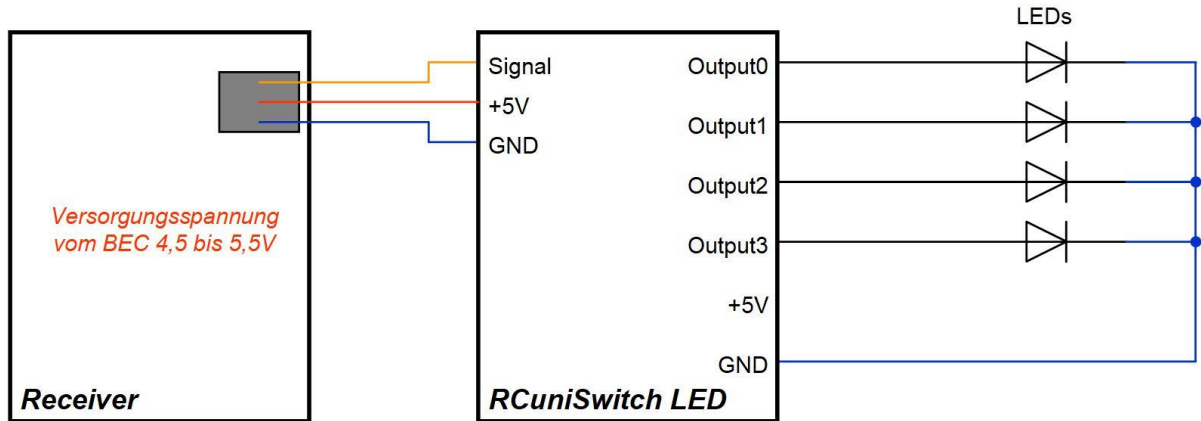 LEDs
Signal
+5V
GND
Output0
Output1
Output2
Output3
+5V
GND
Versorgungsspannung
vom BEC 4,5 bis 5,5V
Receiver
RCuniSwitch LED